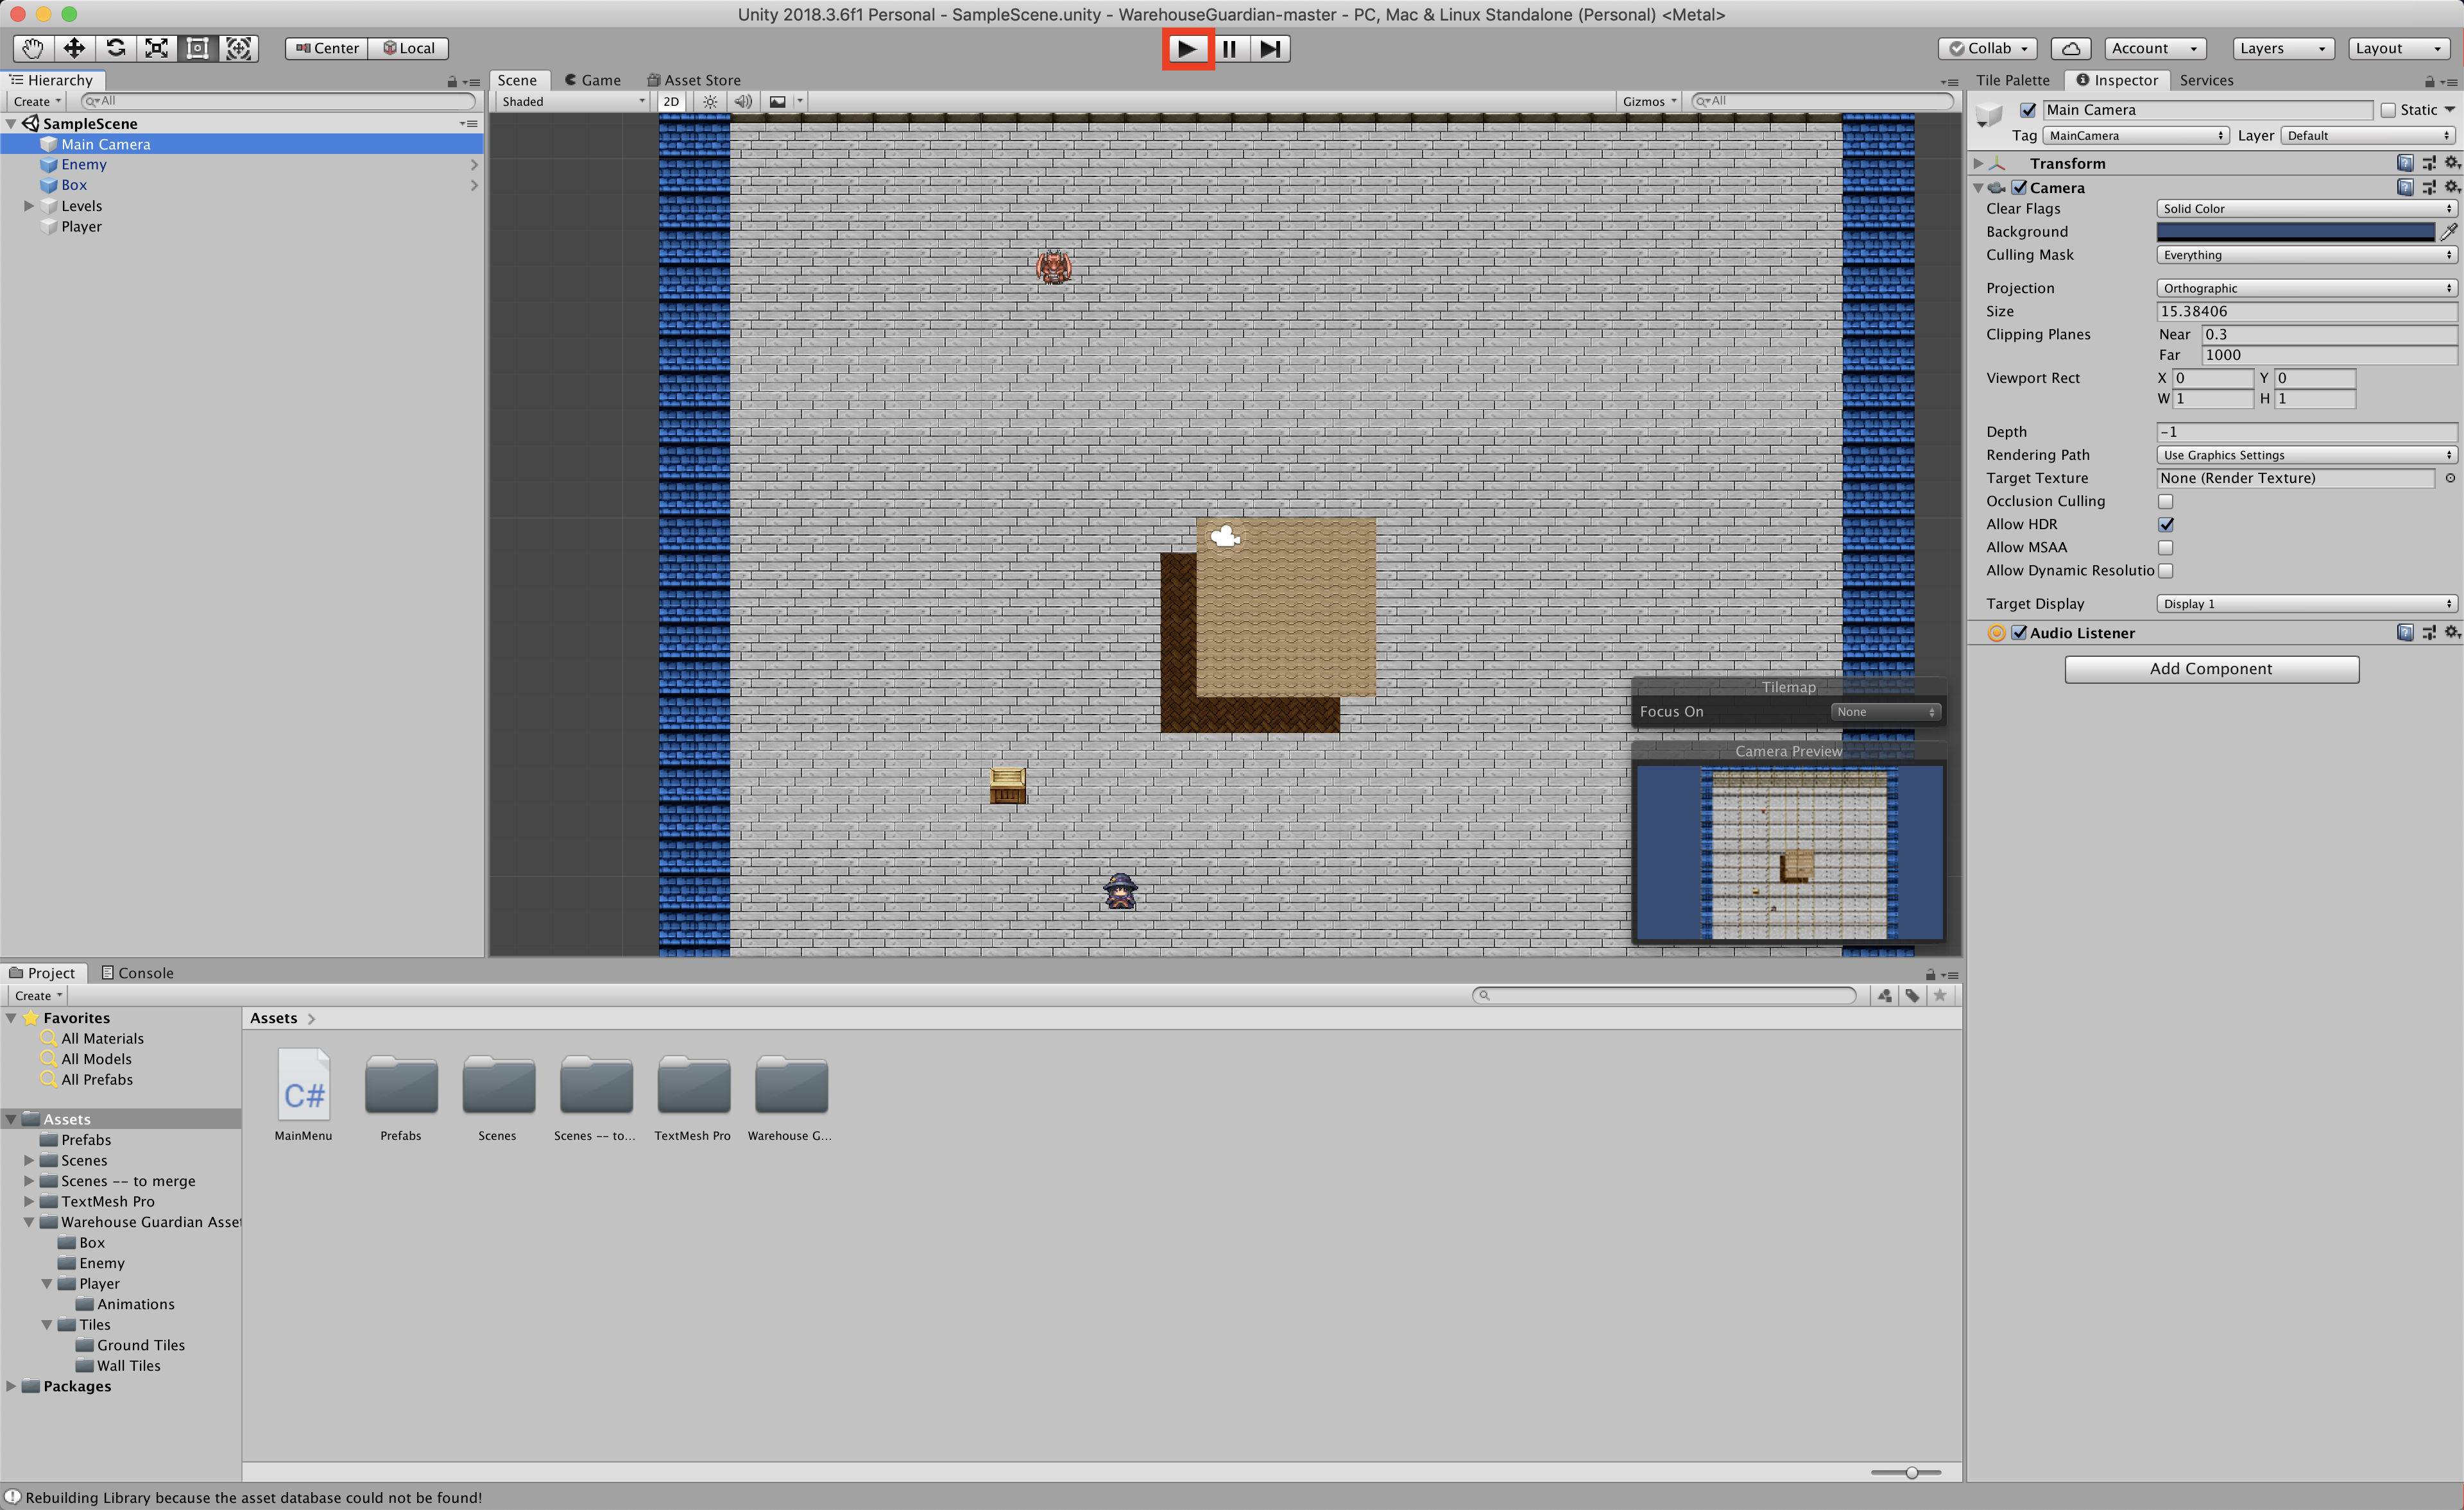 Unity 2018.3.6f1 Personal - SampleScene.unity - WarehouseGuardian-master - PC, Mac & Linux Standalone (Personal) <Metal>
Center Local Collab Account Layers Layout
Hierarchy
Create All
SampleScene
Main Camera
Enemy
Box
Levels
Player
Scene Game Asset Store
Shaded 2D Gizmos All
Tilemap
Focus On None
Camera Preview
Tile Palette Inspector Services
Main Camera Static
Tag MainCamera Layer Default
Transform
Camera
Clear Flags Solid Color
Background
Culling Mask Everything
Projection Orthographic
Size 15.38406
Clipping Planes Near 0.3
Far 1000
Viewport Rect X 0 Y 0
W 1 H 1
Depth -1
Rendering Path Use Graphics Settings
Target Texture None (Render Texture)
Occlusion Culling
Allow HDR
Allow MSAA
Allow Dynamic Resolutio
Target Display Display 1
Audio Listener
Add Component
Project Console
Create
Favorites
All Materials
All Models
All Prefabs
Assets
Prefabs
Scenes
Scenes -- to merge
TextMesh Pro
Warehouse Guardian Asset
Box
Enemy
Player
Animations
Tiles
Ground Tiles
Wall Tiles
Packages
Assets
C#
MainMenu Prefabs Scenes Scenes -- to... TextMesh Pro Warehouse G...
Rebuilding Library because the asset database could not be found!